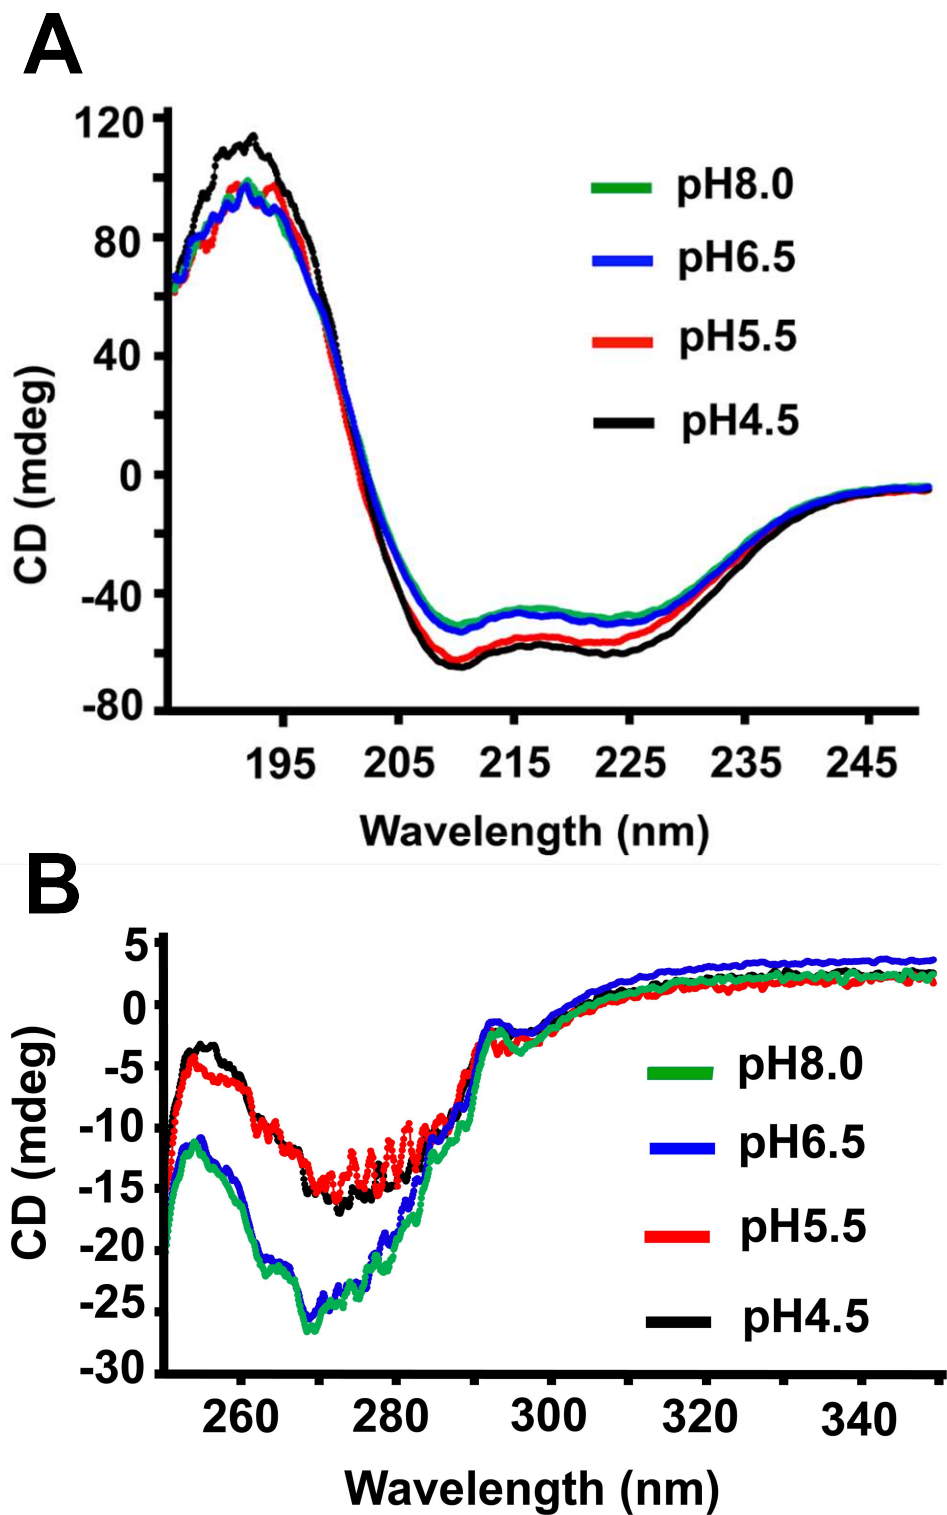 A
120
80
40
0
-40
-80
CD (mdeg)
pH8.0
pH6.5
pH5.5
pH4.5
195 205 215 225 235 245
Wavelength (nm)
B
5
0
-5
-10
-15
-20
-25
-30
CD (mdeg)
pH8.0
pH6.5
pH5.5
pH4.5
260 280 300 320 340
Wavelength (nm)